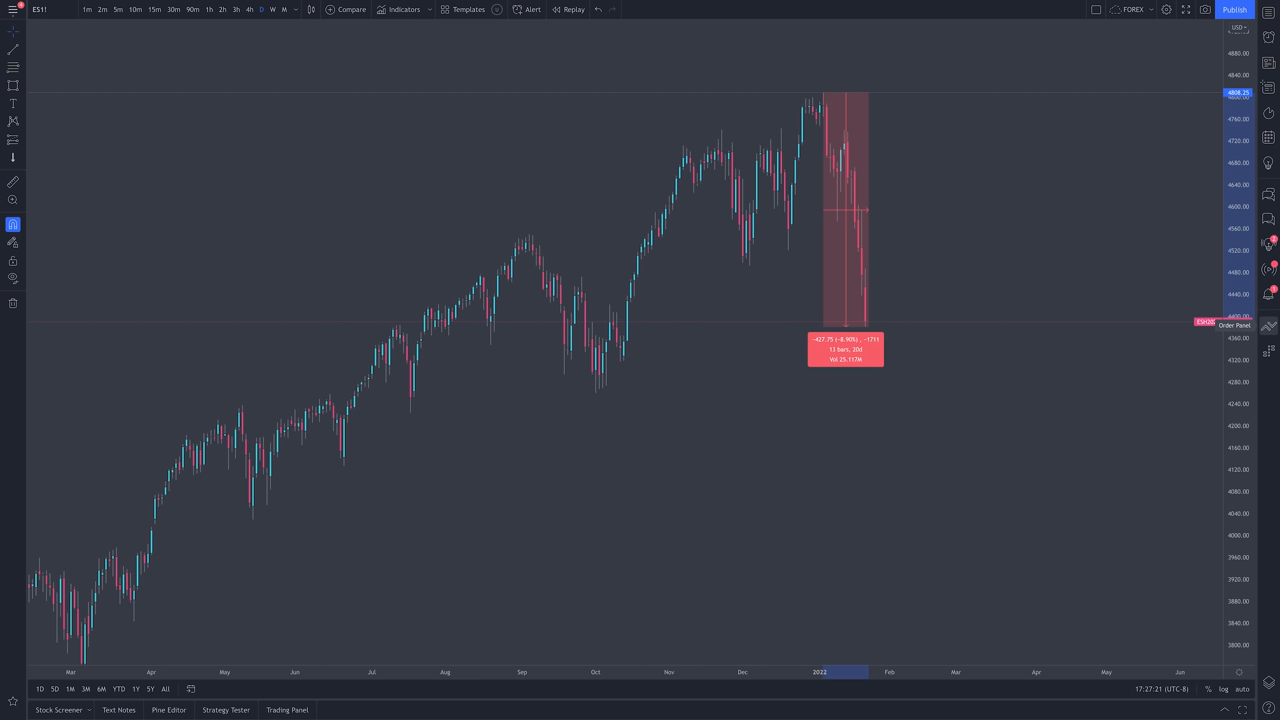 ES1!
1m 2m 5m 10m 15m 30m 90m 1h 2h 3h 4h D W M
Compare
Indicators
Templates
Alert
Replay
FOREX
Publish
USD
4880.00
4840.00
4808.25
4800.00
4760.00
4720.00
4680.00
4640.00
4600.00
4560.00
4520.00
4480.00
4440.00
4400.00
Order Panel
4360.00
4320.00
4280.00
4240.00
4200.00
4160.00
4120.00
4080.00
4040.00
4000.00
3960.00
3920.00
3880.00
3840.00
3800.00
-427.75 (-8.90%) , -1711
13 bars, 20d
Vol 25.117M
Mar Apr May Jun Jul Aug Sep Oct Nov Dec 2022 Feb Mar Apr May Jun
1D 5D 1M 3M 6M YTD 1Y 5Y All
17:27:21 (UTC-8) % log auto
Stock Screener Text Notes Pine Editor Strategy Tester Trading Panel